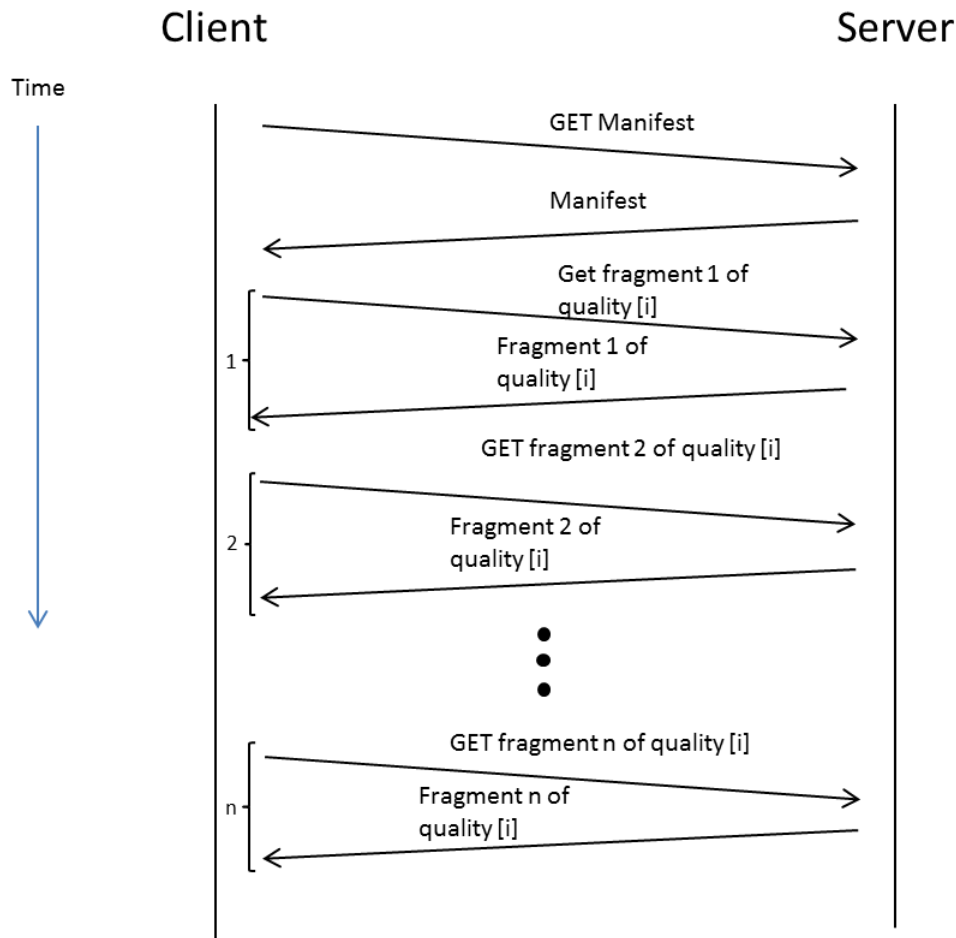 Client
Server
Time
GET Manifest
Manifest
Get fragment 1 of
quality [i]
1
Fragment 1 of
quality [i]
GET fragment 2 of quality [i]
2
Fragment 2 of
quality [i]
GET fragment n of quality [i]
n
Fragment n of
quality [i]